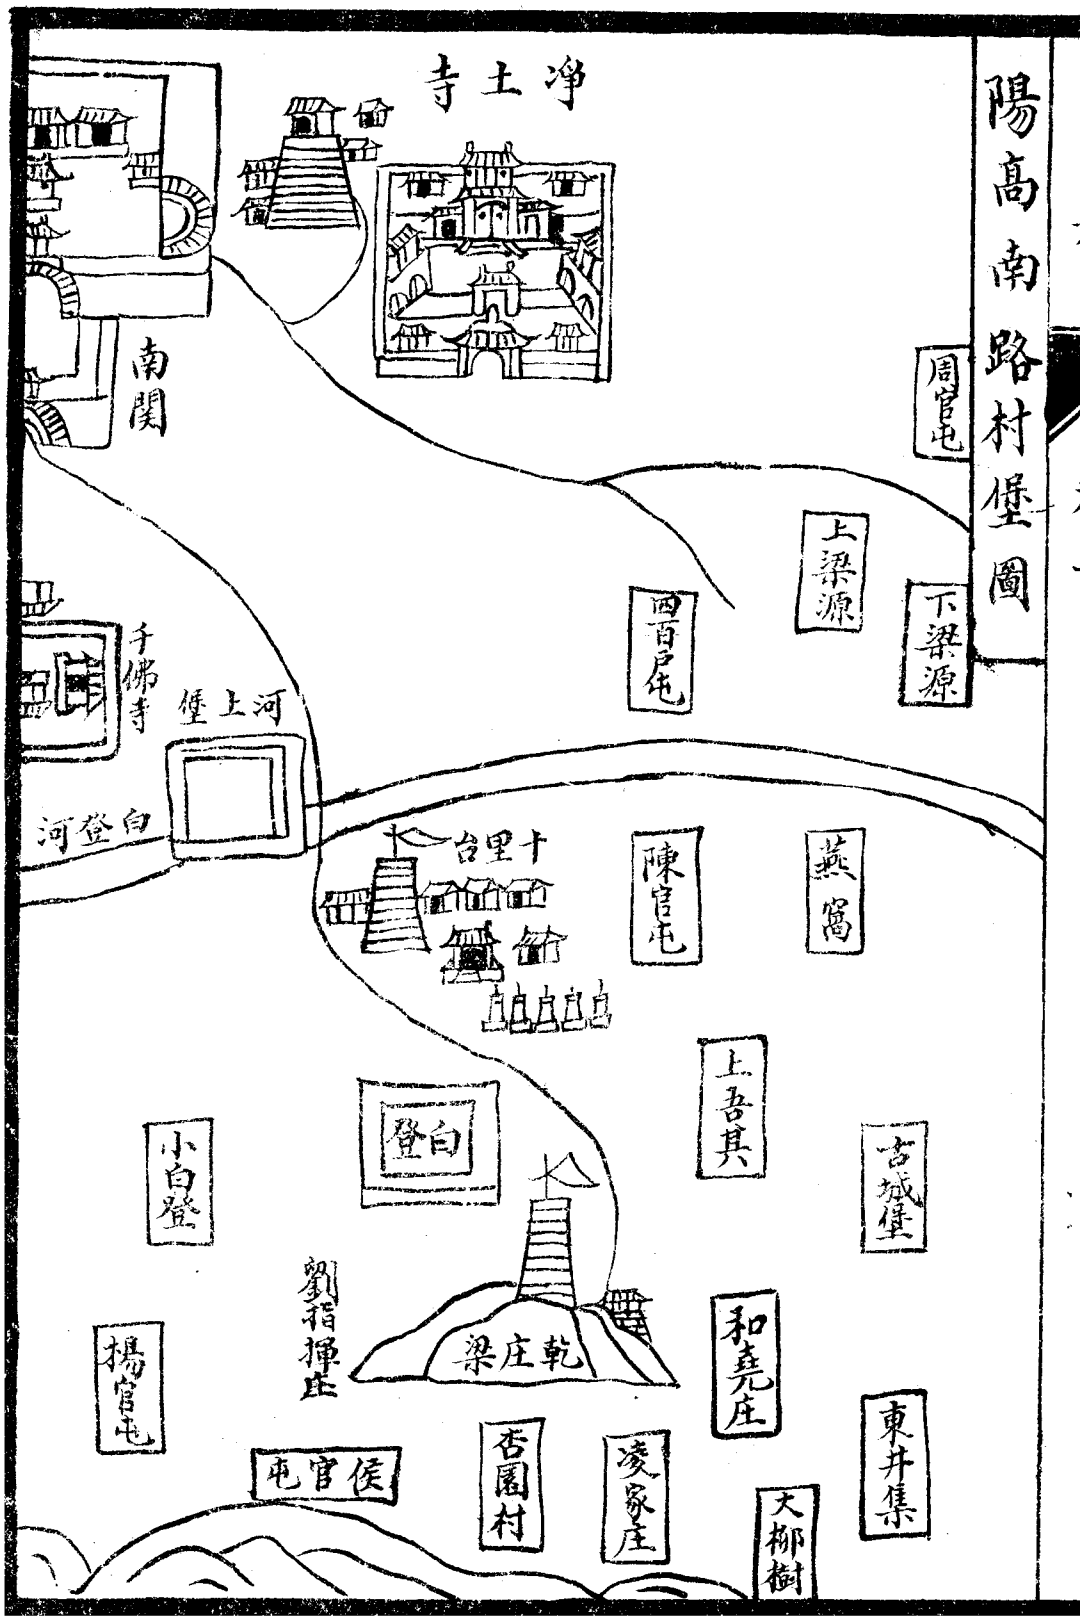 陽高南路村堡圖
淨土寺
南関
周官屯
上梁源
下梁源
四百戶屯
千佛寺
河上堡
白登河
十里台
陳官屯
燕窩
上吾其
古城堡
白登
小白登
劉指揮庄
乾庄梁
和堯庄
楊官屯
東井集
侯官屯
杏園村
凌家庄
大柳樹